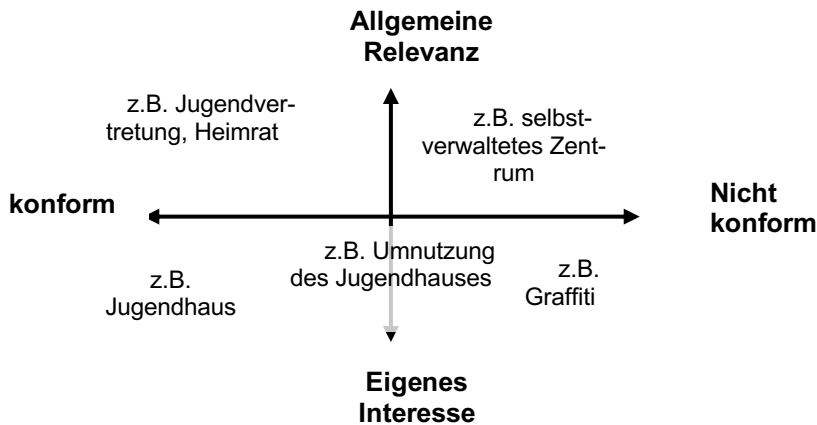 Allgemeine
Relevanz
z.B. Jugendver-
tretung, Heimrat
z.B. selbst-
verwaltetes Zent-
rum
konform
Nicht
konform
z.B. Umnutzung
des Jugendhauses
z.B.
Jugendhaus
z.B.
Graffiti
Eigenes
Interesse